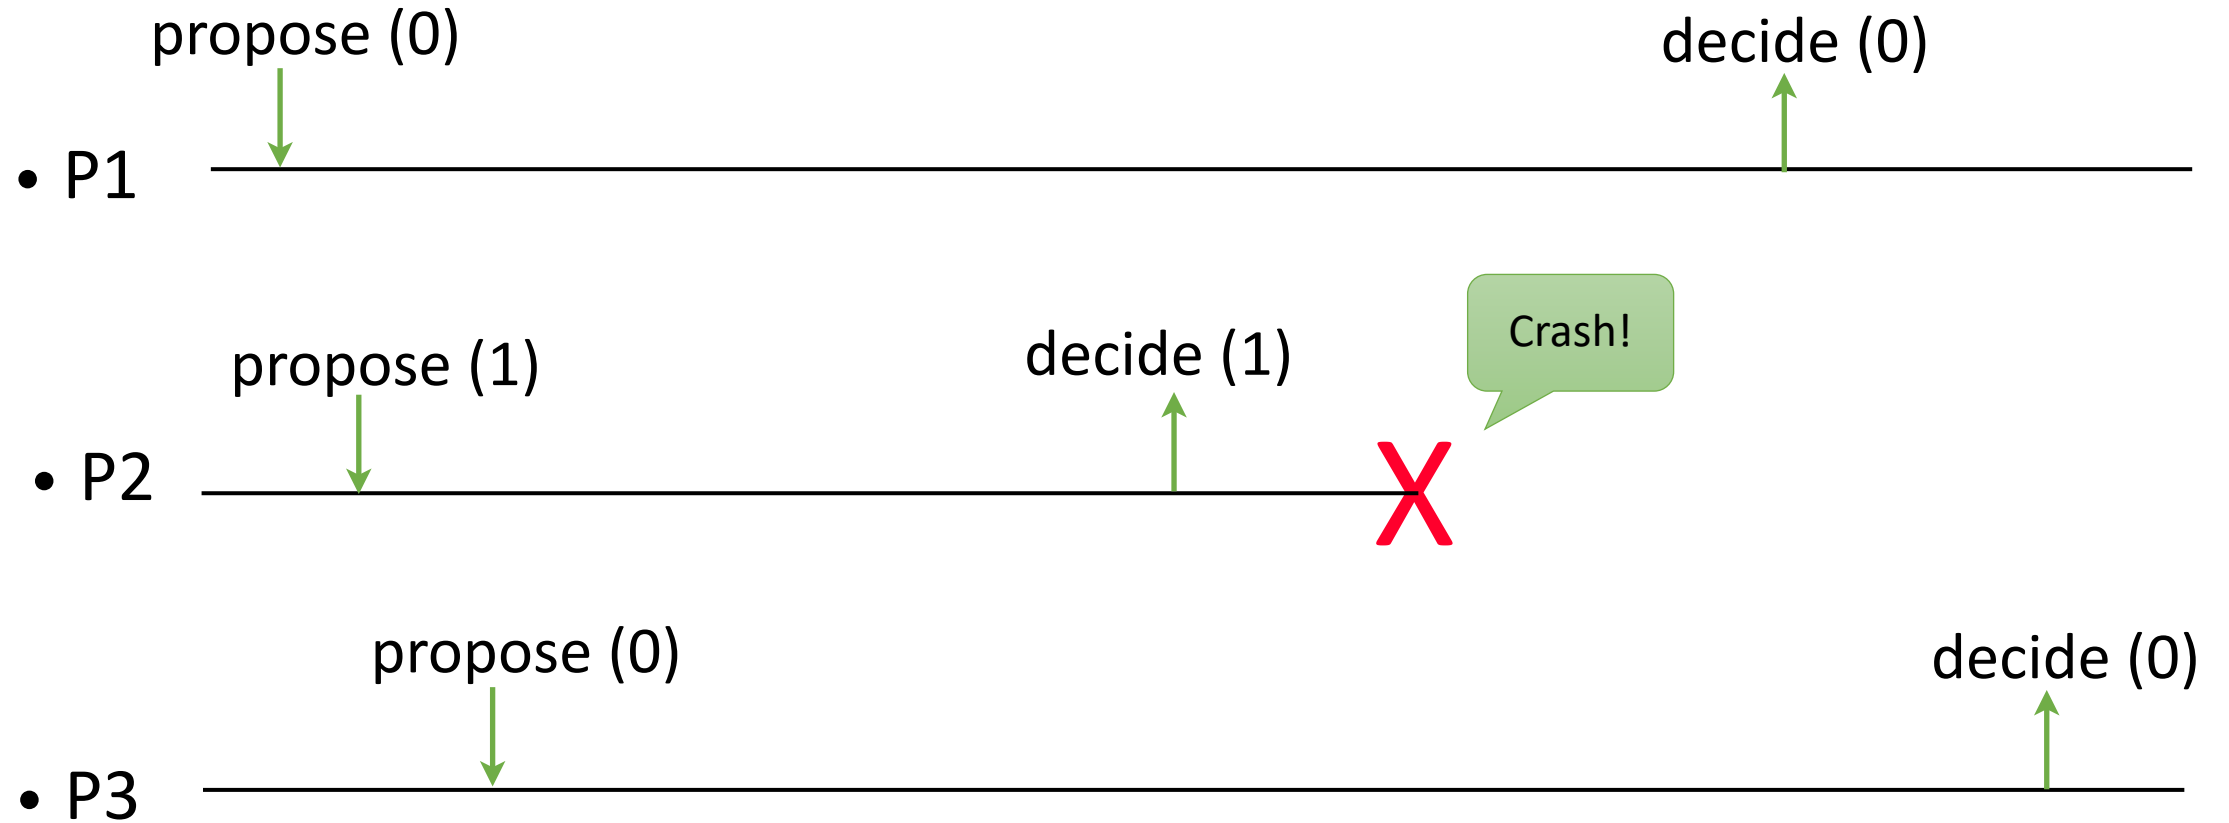 propose (0)
decide (0)
• P1
Crash!
propose (1)
decide (1)
• P2
X
propose (0)
decide (0)
• P3